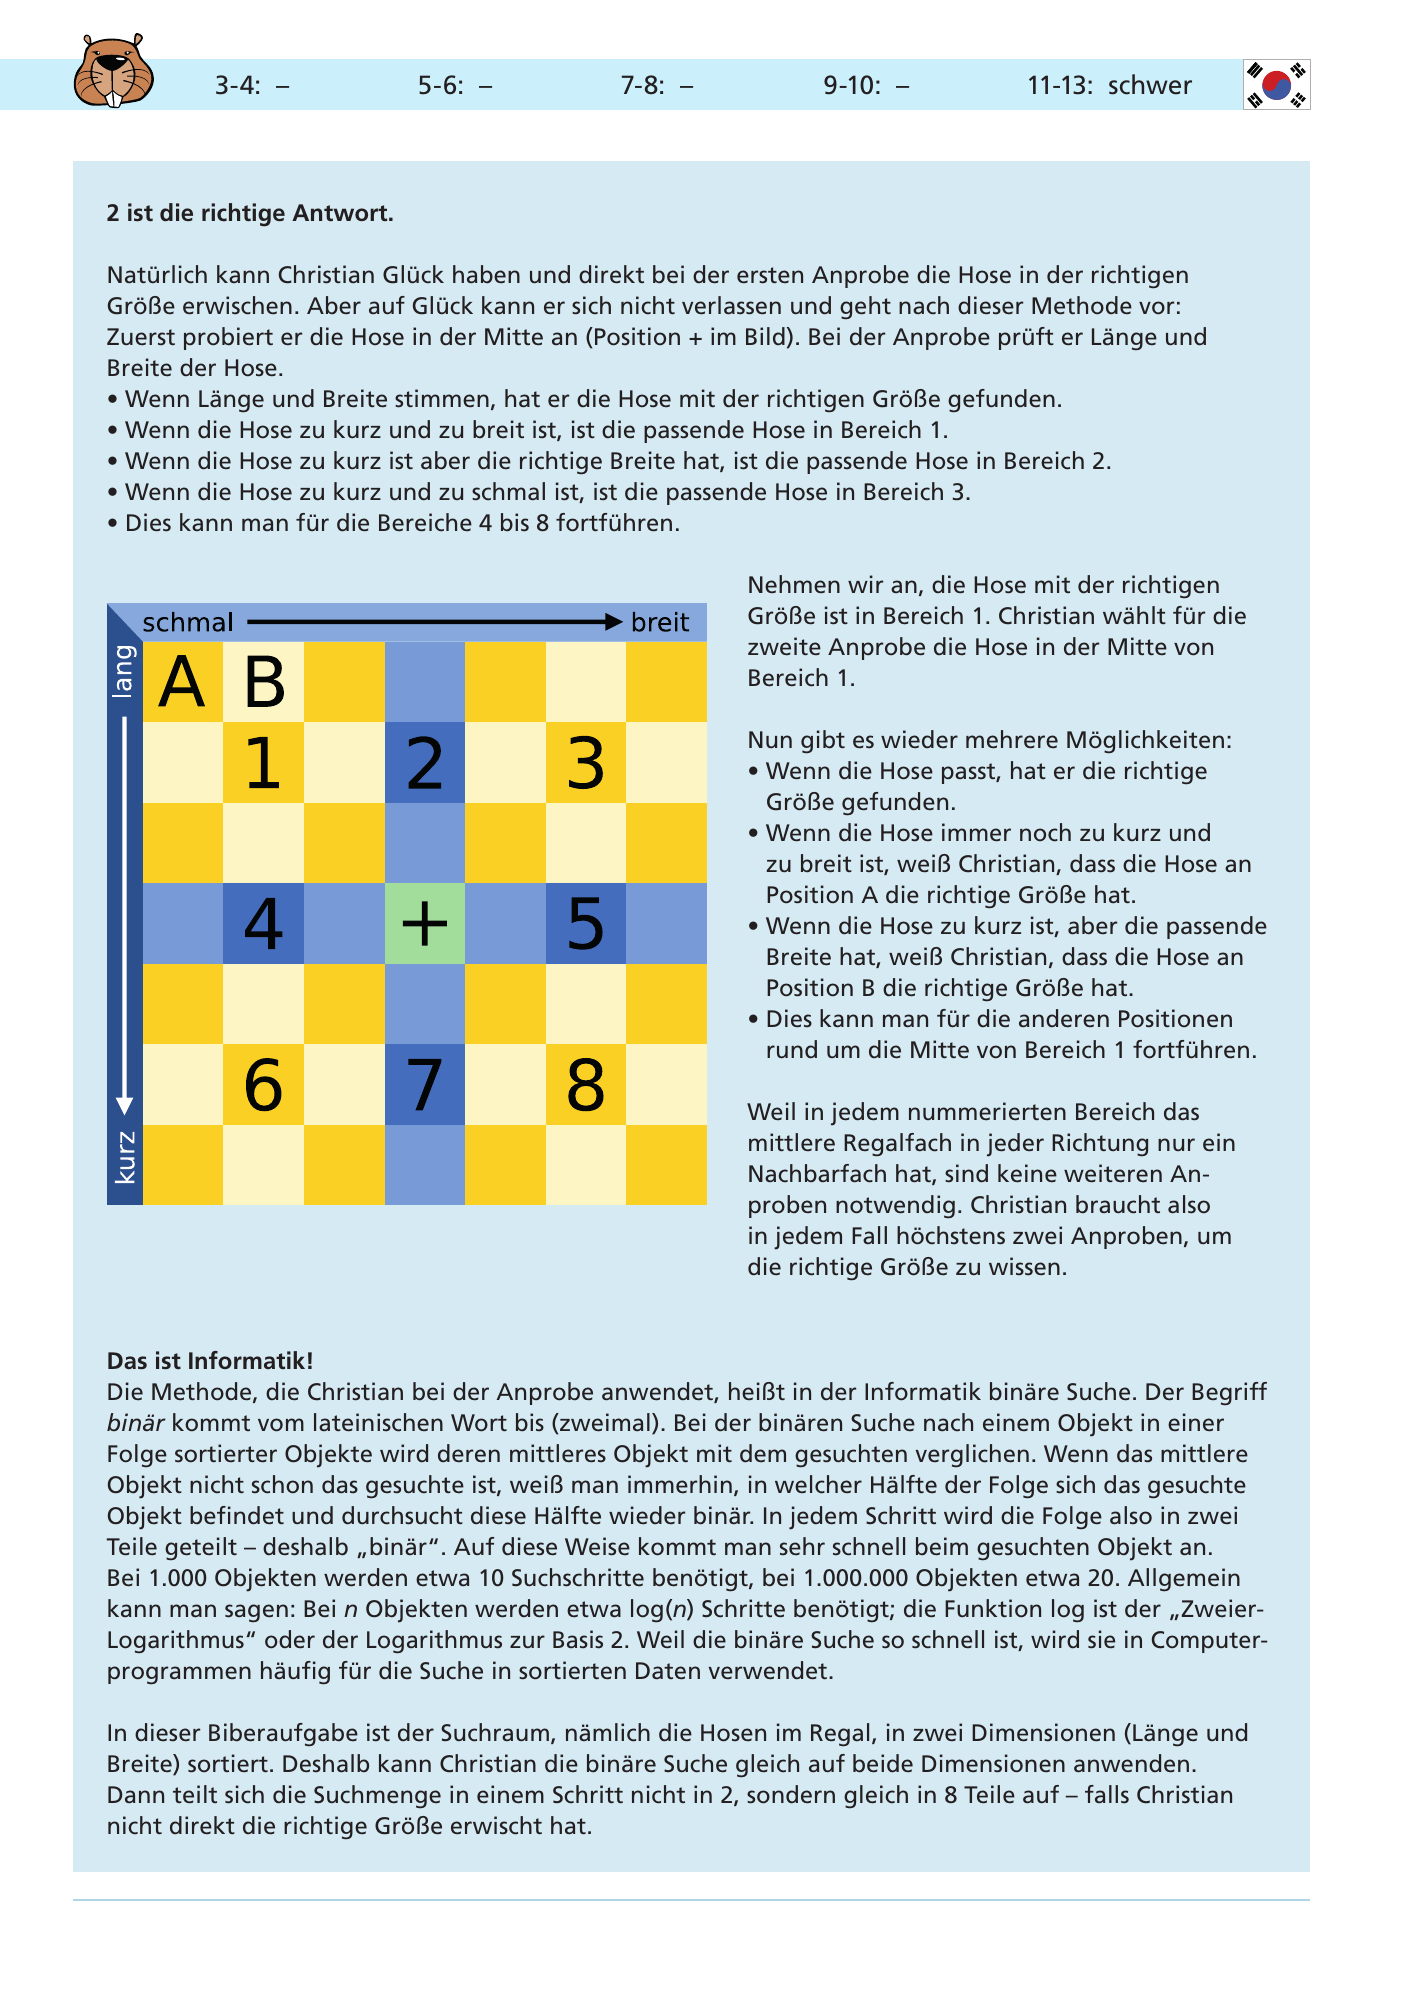 3-4: –
5-6: –
7-8: –
9-10: –
11-13: schwer
2 ist die richtige Antwort.
Natürlich kann Christian Glück haben und direkt bei der ersten Anprobe die Hose in der richtigen
Größe erwischen. Aber auf Glück kann er sich nicht verlassen und geht nach dieser Methode vor:
Zuerst probiert er die Hose in der Mitte an (Position + im Bild). Bei der Anprobe prüft er Länge und
Breite der Hose.
• Wenn Länge und Breite stimmen, hat er die Hose mit der richtigen Größe gefunden.
• Wenn die Hose zu kurz und zu breit ist, ist die passende Hose in Bereich 1.
• Wenn die Hose zu kurz ist aber die richtige Breite hat, ist die passende Hose in Bereich 2.
• Wenn die Hose zu kurz und zu schmal ist, ist die passende Hose in Bereich 3.
• Dies kann man für die Bereiche 4 bis 8 fortführen.
schmal
breit
lang
kurz
A B
1 2 3
4 + 5
6 7 8
Nehmen wir an, die Hose mit der richtigen
Größe ist in Bereich 1. Christian wählt für die
zweite Anprobe die Hose in der Mitte von
Bereich 1.
Nun gibt es wieder mehrere Möglichkeiten:
• Wenn die Hose passt, hat er die richtige
Größe gefunden.
• Wenn die Hose immer noch zu kurz und
zu breit ist, weiß Christian, dass die Hose an
Position A die richtige Größe hat.
• Wenn die Hose zu kurz ist, aber die passende
Breite hat, weiß Christian, dass die Hose an
Position B die richtige Größe hat.
• Dies kann man für die anderen Positionen
rund um die Mitte von Bereich 1 fortführen.
Weil in jedem nummerierten Bereich das
mittlere Regalfach in jeder Richtung nur ein
Nachbarfach hat, sind keine weiteren An-
proben notwendig. Christian braucht also
in jedem Fall höchstens zwei Anproben, um
die richtige Größe zu wissen.
Das ist Informatik!
Die Methode, die Christian bei der Anprobe anwendet, heißt in der Informatik binäre Suche. Der Begriff
binär kommt vom lateinischen Wort bis (zweimal). Bei der binären Suche nach einem Objekt in einer
Folge sortierter Objekte wird deren mittleres Objekt mit dem gesuchten verglichen. Wenn das mittlere
Objekt nicht schon das gesuchte ist, weiß man immerhin, in welcher Hälfte der Folge sich das gesuchte
Objekt befindet und durchsucht diese Hälfte wieder binär. In jedem Schritt wird die Folge also in zwei
Teile geteilt – deshalb „binär“. Auf diese Weise kommt man sehr schnell beim gesuchten Objekt an.
Bei 1.000 Objekten werden etwa 10 Suchschritte benötigt, bei 1.000.000 Objekten etwa 20. Allgemein
kann man sagen: Bei n Objekten werden etwa log(n) Schritte benötigt; die Funktion log ist der „Zweier-
Logarithmus“ oder der Logarithmus zur Basis 2. Weil die binäre Suche so schnell ist, wird sie in Computer-
programmen häufig für die Suche in sortierten Daten verwendet.
In dieser Biberaufgabe ist der Suchraum, nämlich die Hosen im Regal, in zwei Dimensionen (Länge und
Breite) sortiert. Deshalb kann Christian die binäre Suche gleich auf beide Dimensionen anwenden.
Dann teilt sich die Suchmenge in einem Schritt nicht in 2, sondern gleich in 8 Teile auf – falls Christian
nicht direkt die richtige Größe erwischt hat.